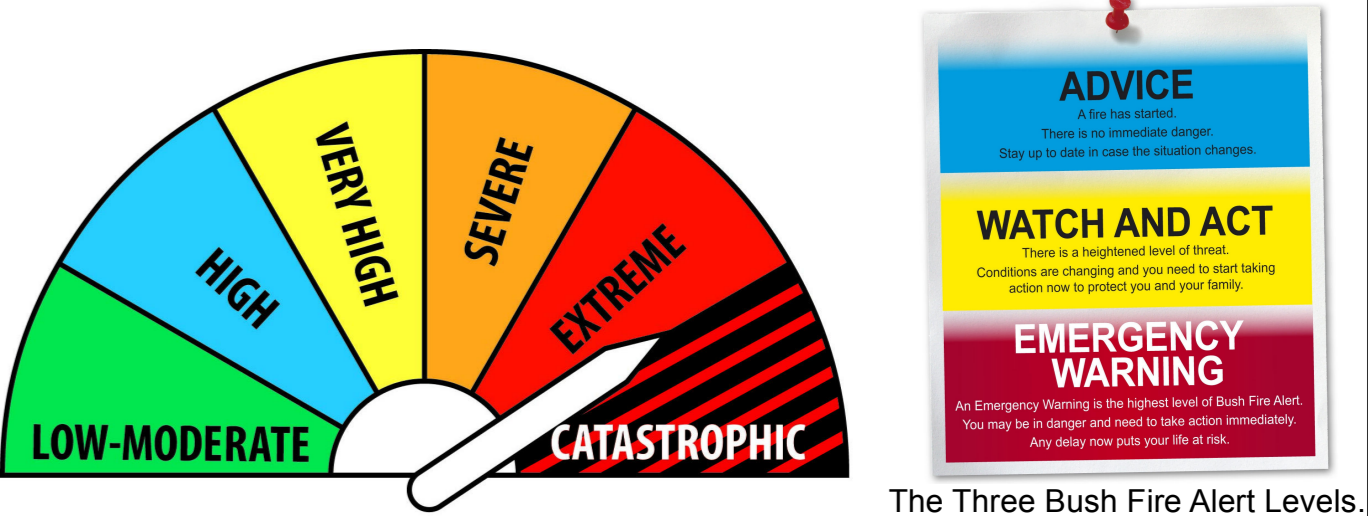 LOW-MODERATE
HIGH
VERY HIGH
SEVERE
EXTREME
CATASTROPHIC
ADVICE
A fire has started.
There is no immediate danger.
Stay up to date in case the situation changes.
WATCH AND ACT
There is a heightened level of threat.
Conditions are changing and you need to start taking
action now to protect you and your family.
EMERGENCY
WARNING
An Emergency Warning is the highest level of Bush Fire Alert.
You may be in danger and need to take action immediately.
Any delay now puts your life at risk.
The Three Bush Fire Alert Levels.